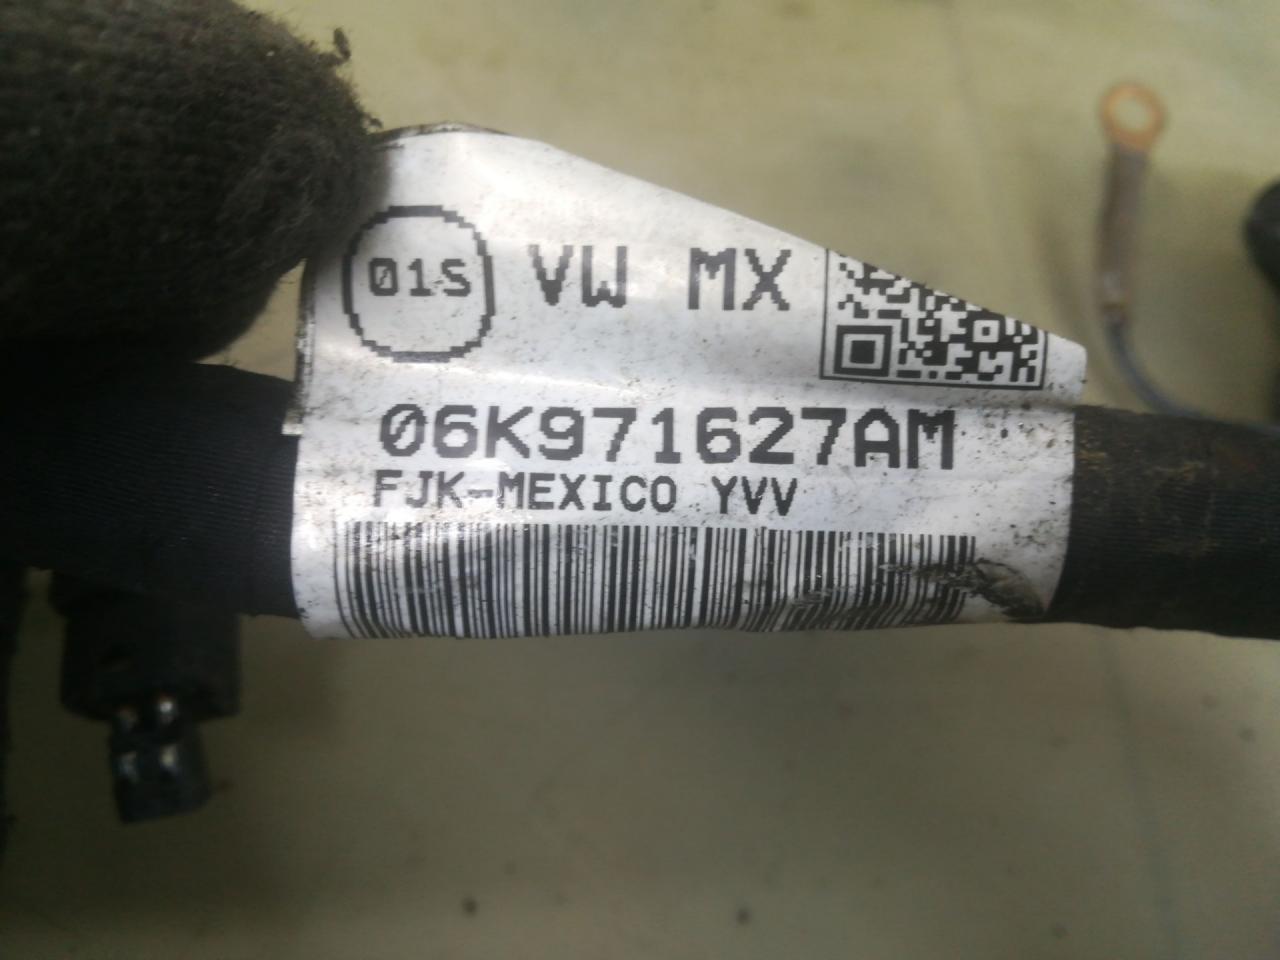 01S VW MX
06K971627AM
FJK-MEXICO YVV